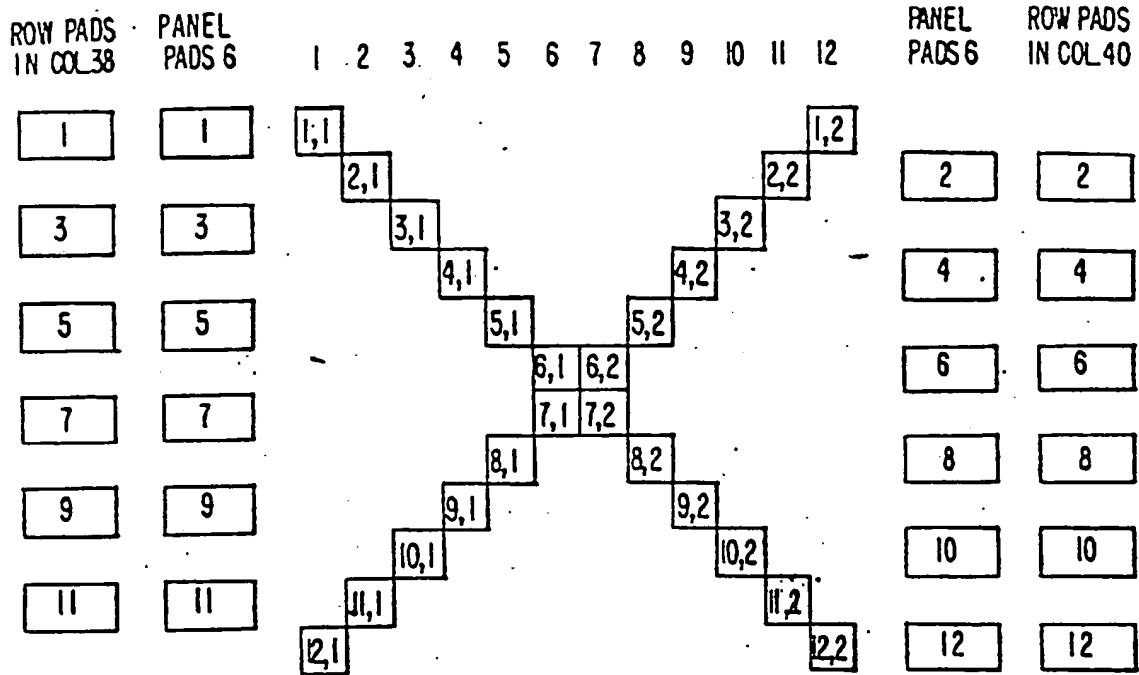 ROW PADS IN COL.38
PANEL PADS 6
1 2 3 4 5 6 7 8 9 10 11 12
PANEL PADS 6
ROW PADS IN COL.40
1 1 1,1 1,2
2,1 2,2 2 2
3 3 3,1 3,2
4,1 4,2 4 4
5 5 5,1 5,2
6,1 6,2 6 6
7 7 7,1 7,2
8,1 8,2 8 8
9 9 9,1 9,2
10,1 10,2 10 10
11 11 11,1 11,2
12,1 12,2 12 12